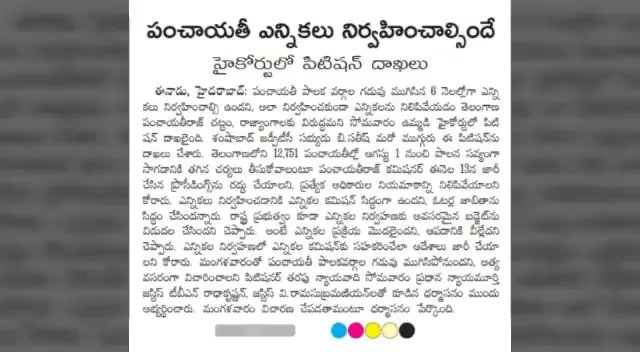 పంచాయతీ ఎన్నికలు నిర్వహించాల్సిందే
హైకోర్టులో పిటిషన్ దాఖలు
ఈనాడు, హైదరాబాద్: పంచాయతీ పాలక వర్గాల గడువు ముగిసిన 6 నెలల్లోగా ఎన్ని
కలు నిర్వహించాల్సి ఉందని, అలా నిర్వహించకుండా ఎన్నికలను నిలిపివేయడం తెలంగాణ
పంచాయతీరాజ్ చట్టం, రాజ్యాంగాలకు విరుద్ధమని సోమవారం ఉమ్మడి హైకోర్టులో పిటి
షన్ దాఖలైంది. శంషాబాద్ జడ్పీటీసీ సభ్యుడు బి.సతీష్ మరో ముగ్గురు ఈ పిటిషన్‌ను
దాఖలు చేశారు. తెలంగాణలోని 12,751 పంచాయతీల్లో ఆగస్టు 1 నుంచి పాలన సవ్యంగా
సాగడానికి తగిన చర్యలు తీసుకోవాలంటూ పంచాయతీరాజ్ కమిషనర్ ఈనెల 13న జారీ
చేసిన ప్రొసీడింగ్స్‌ను రద్దు చేయాలని, ప్రత్యేక అధికారుల నియమాకాన్ని నిలిపివేయాలని
కోరారు. ఎన్నికలు నిర్వహించడానికి ఎన్నికల కమిషన్ సిద్ధంగా ఉందని, ఓటర్ల జాబితాను
సిద్ధం చేసిందన్నారు. రాష్ట్ర ప్రభుత్వం కూడా ఎన్నికల నిర్వహణకు అవసరమైన బడ్జెట్‌ను
విడుదల చేసిందని చెప్పారు. అంటే ఎన్నికల ప్రక్రియ మొదలైందని, ఆపడానికి వీల్లేదని
చెప్పారు. ఎన్నికల నిర్వహణలో ఎన్నికల కమిషన్‌కు సహకరించేలా ఆదేశాలు జారీ చేయా
లని కోరారు. మంగళవారంతో పంచాయతీ పాలకవర్గాల గడువు ముగిసిపోనుందని, అత్య
వసరంగా విచారించాలని పిటిషనర్ తరఫు న్యాయవాది సోమవారం ప్రధాన న్యాయమూర్తి
జస్టిస్ టీబీఎన్ రాధాకృష్ణన్, జస్టిస్ వి.రామసుబ్రమణియన్‌లతో కూడిన ధర్మాసనం ముందు
అభ్యర్థించారు. మంగళవారం విచారణ చేపడతామంటూ ధర్మాసనం పేర్కొంది.